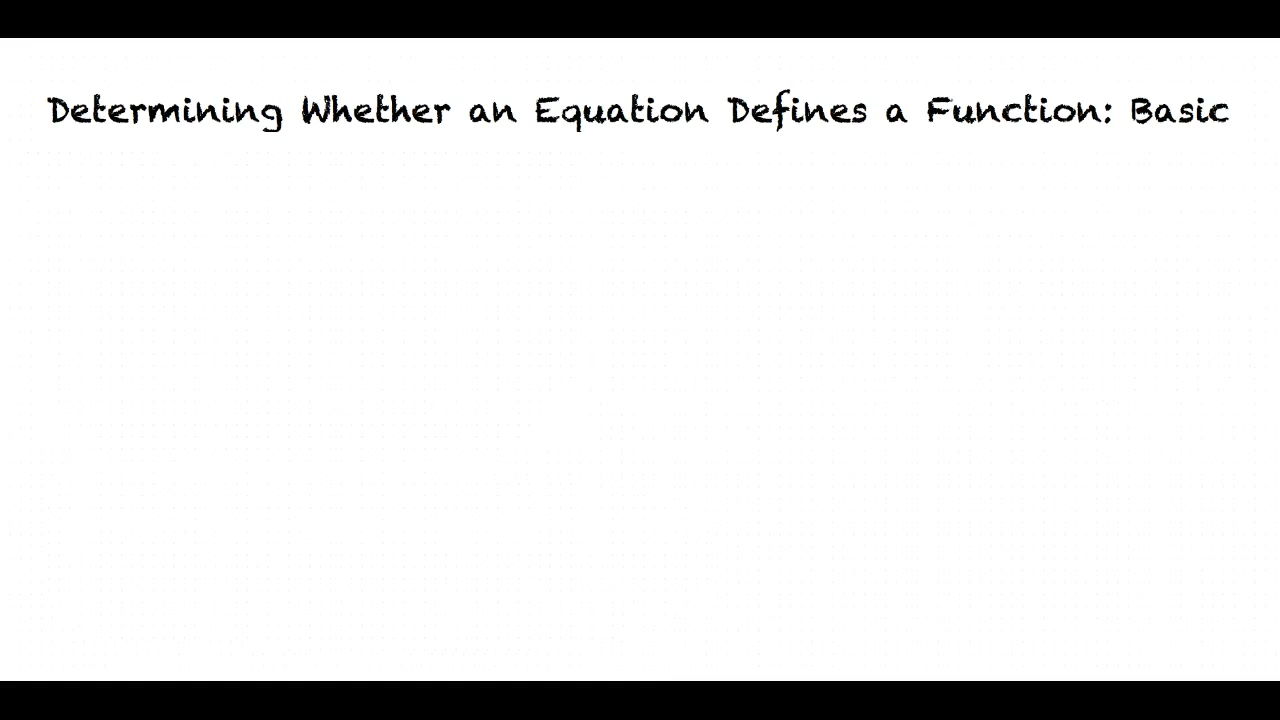 Determining Whether an Equation Defines a Function: Basic